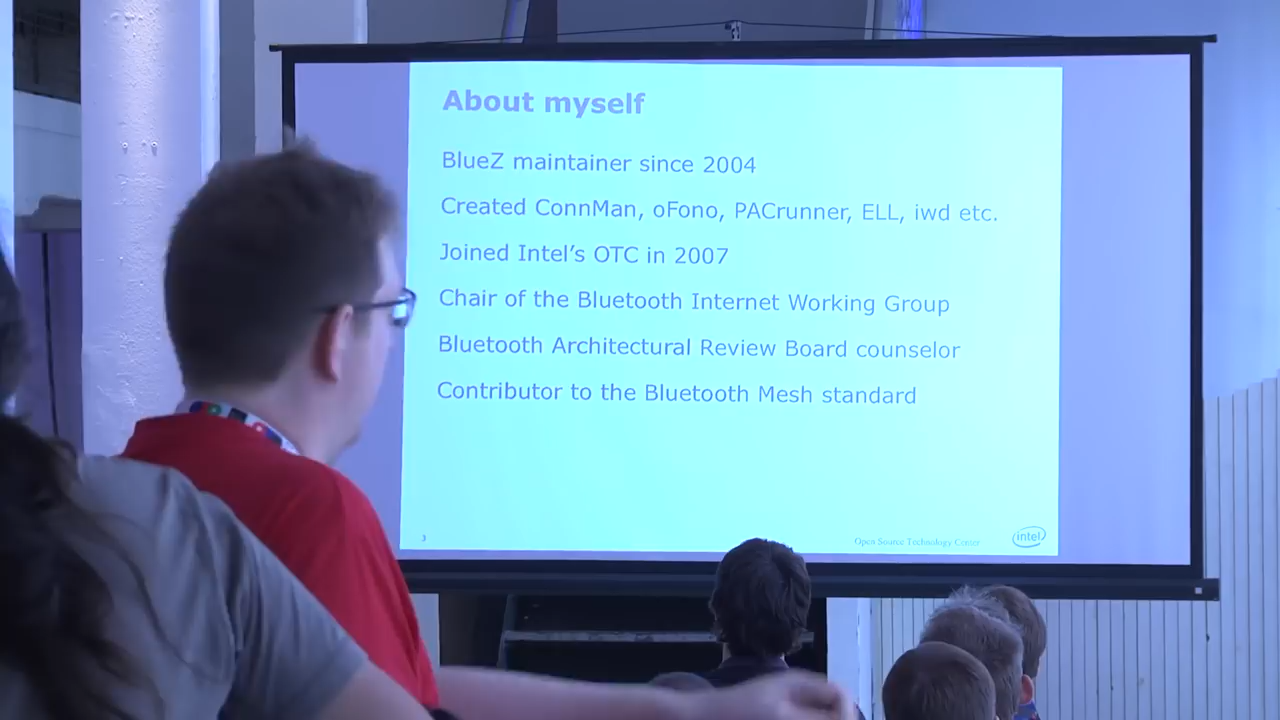 About myself
BlueZ maintainer since 2004
Created ConnMan, oFono, PACrunner, ELL, iwd etc.
Joined Intel’s OTC in 2007
Chair of the Bluetooth Internet Working Group
Bluetooth Architectural Review Board counselor
Contributor to the Bluetooth Mesh standard
3
Open Source Technology Center
intel